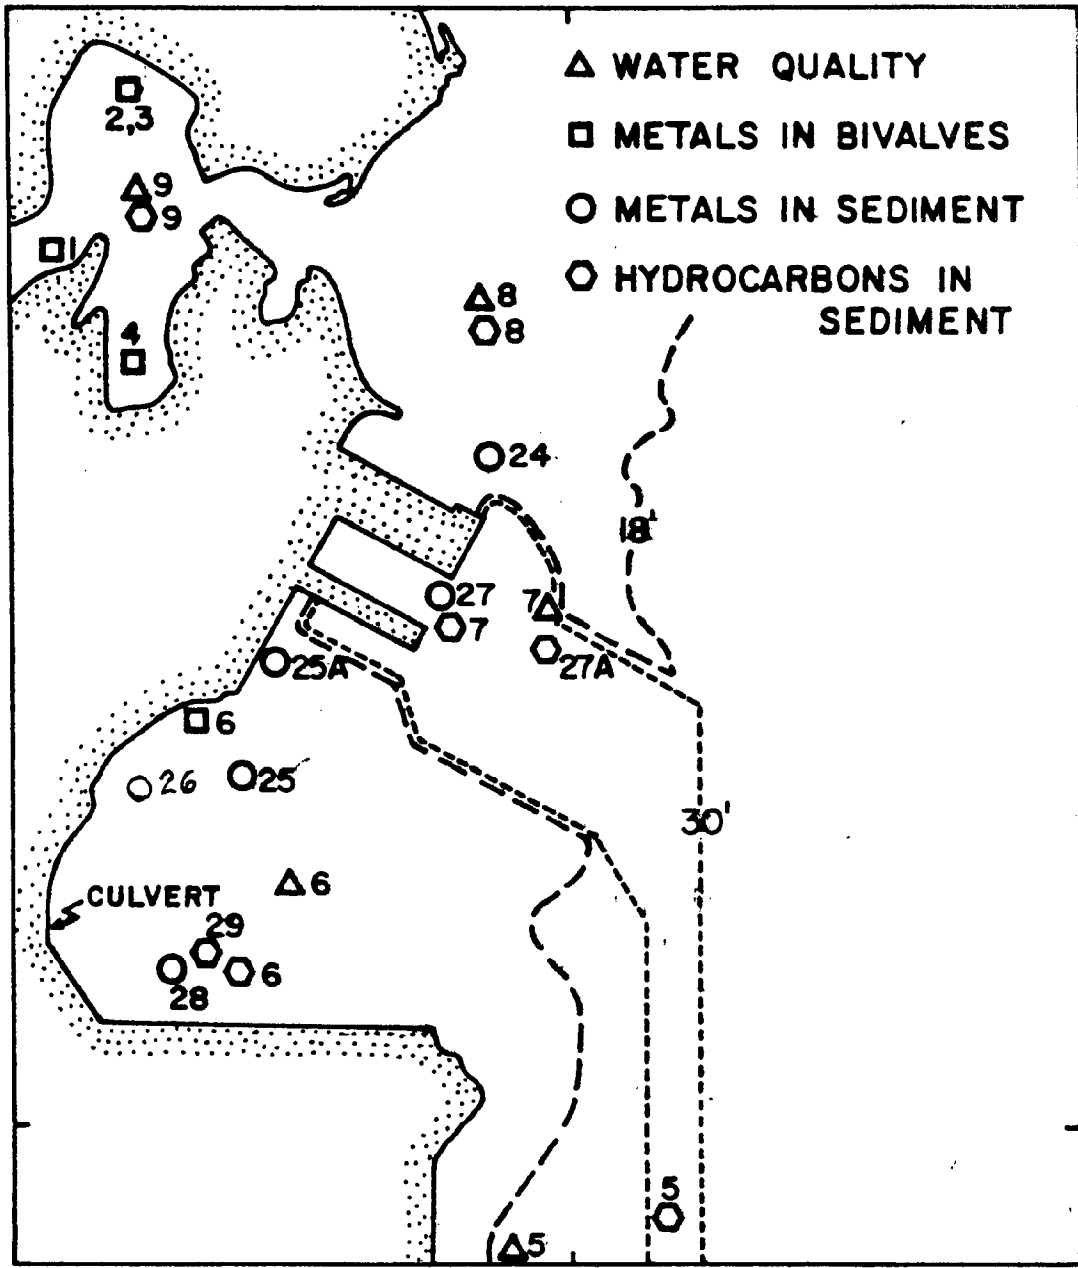 WATER QUALITY
METALS IN BIVALVES
METALS IN SEDIMENT
HYDROCARBONS IN
SEDIMENT
2,3
9
9
1
4
8
8
24
18'
27
7
7
27A
25A
6
25
26
30'
6
CULVERT
29
6
28
5
5